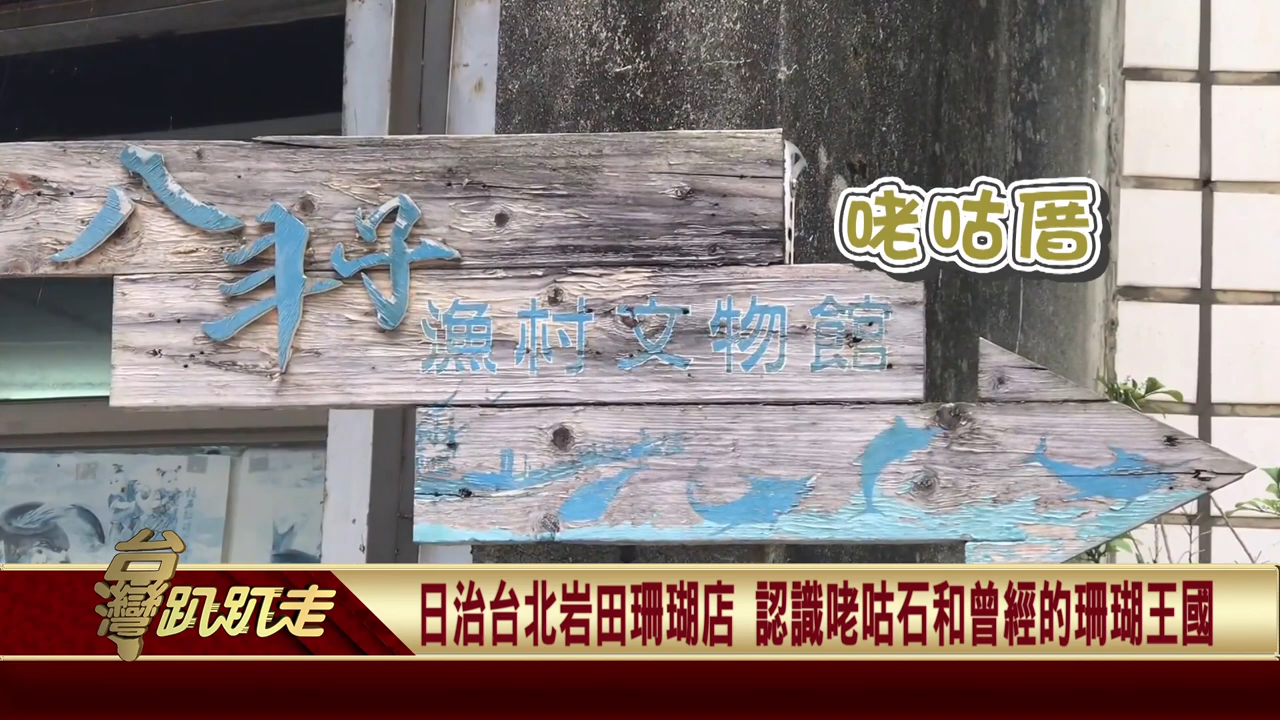 八斗子
咾咕厝
漁村文物館
台灣趴趴走
日治台北岩田珊瑚店 認識咾咕石和曾經的珊瑚王國